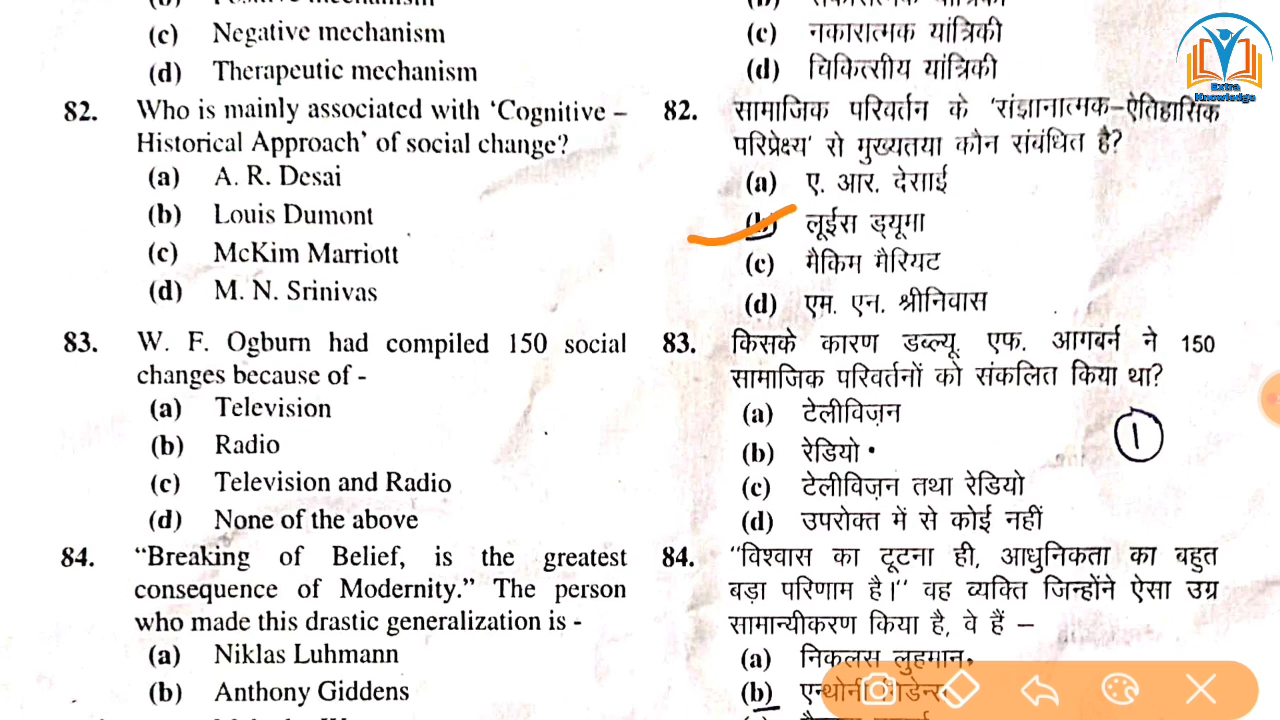 (c) Negative mechanism
(d) Therapeutic mechanism
82. Who is mainly associated with ‘Cognitive –
Historical Approach’ of social change?
(a) A. R. Desai
(b) Louis Dumont
(c) McKim Marriott
(d) M. N. Srinivas
83. W. F. Ogburn had compiled 150 social
changes because of -
(a) Television
(b) Radio
(c) Television and Radio
(d) None of the above
84. “Breaking of Belief, is the greatest
consequence of Modernity.” The person
who made this drastic generalization is -
(a) Niklas Luhmann
(b) Anthony Giddens
(c) नकारात्मक यांत्रिकी
(d) चिकित्सीय यांत्रिकी
82. सामाजिक परिवर्तन के ‘संज्ञानात्मक–ऐतिहासिक
परिप्रेक्ष्य’ से मुख्यतया कौन संबंधित है?
(a) ए. आर. देसाई
(b) लूईस ड्यूमा
(c) मैकिम मैरियट
(d) एम. एन. श्रीनिवास
83. किसके कारण डब्ल्यू. एफ. आगबर्न ने 150
सामाजिक परिवर्तनों को संकलित किया था?
(a) टेलीविज़न
(b) रेडियो
(c) टेलीविज़न तथा रेडियो
(d) उपरोक्त में से कोई नहीं
1
84. “विश्वास का टूटना ही, आधुनिकता का बहुत
बड़ा परिणाम है।” वह व्यक्ति जिन्होंने ऐसा उग्र
सामान्यीकरण किया है, वे हैं –
(a) निकलस लुहमान
(b) एन्थोनी गिडेन्स
Extra
Knowledge